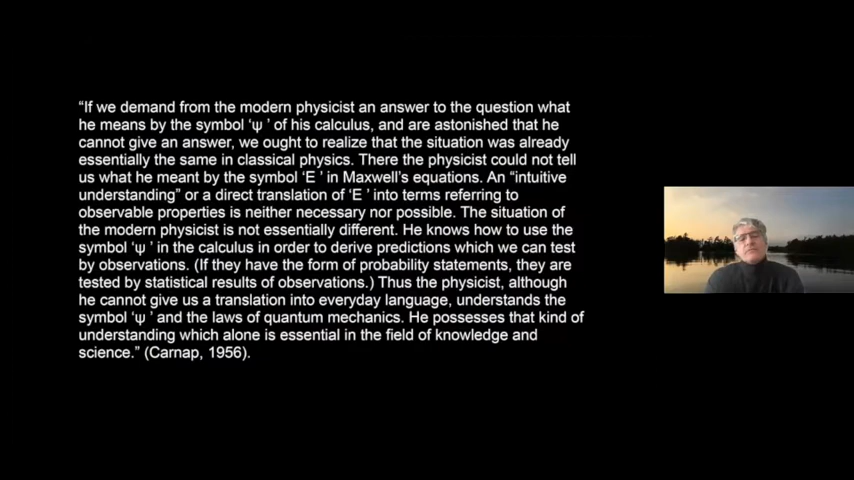 “If we demand from the modern physicist an answer to the question what
he means by the symbol ‘ψ ’ of his calculus, and are astonished that he
cannot give an answer, we ought to realize that the situation was already
essentially the same in classical physics. There the physicist could not tell
us what he meant by the symbol ‘E ’ in Maxwell’s equations. An “intuitive
understanding” or a direct translation of ‘E ’ into terms referring to
observable properties is neither necessary nor possible. The situation of
the modern physicist is not essentially different. He knows how to use the
symbol ‘ψ ’ in the calculus in order to derive predictions which we can test
by observations. (If they have the form of probability statements, they are
tested by statistical results of observations.) Thus the physicist, although
he cannot give us a translation into everyday language, understands the
symbol ‘ψ ’ and the laws of quantum mechanics. He possesses that kind of
understanding which alone is essential in the field of knowledge and
science.” (Carnap, 1956).